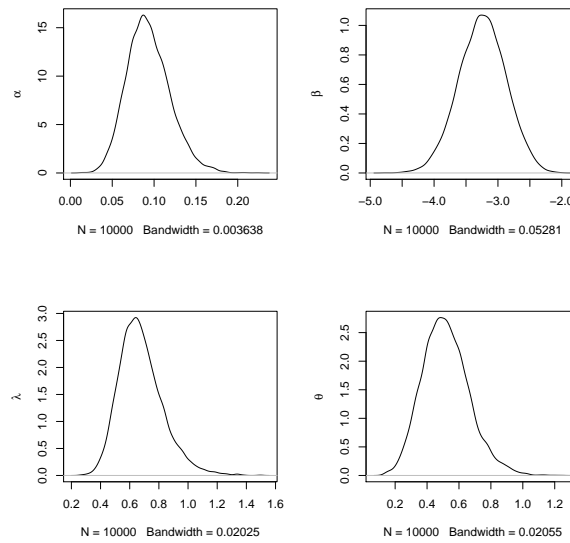 α
0 5 10 15
0.00 0.05 0.10 0.15 0.20
N = 10000 Bandwidth = 0.003638
β
0.0 0.2 0.4 0.6 0.8 1.0
−5.0 −4.0 −3.0 −2.0
N = 10000 Bandwidth = 0.05281
λ
0.0 0.5 1.0 1.5 2.0 2.5 3.0
0.2 0.4 0.6 0.8 1.0 1.2 1.4 1.6
N = 10000 Bandwidth = 0.02025
θ
0.0 0.5 1.0 1.5 2.0 2.5
0.2 0.4 0.6 0.8 1.0 1.2
N = 10000 Bandwidth = 0.02055